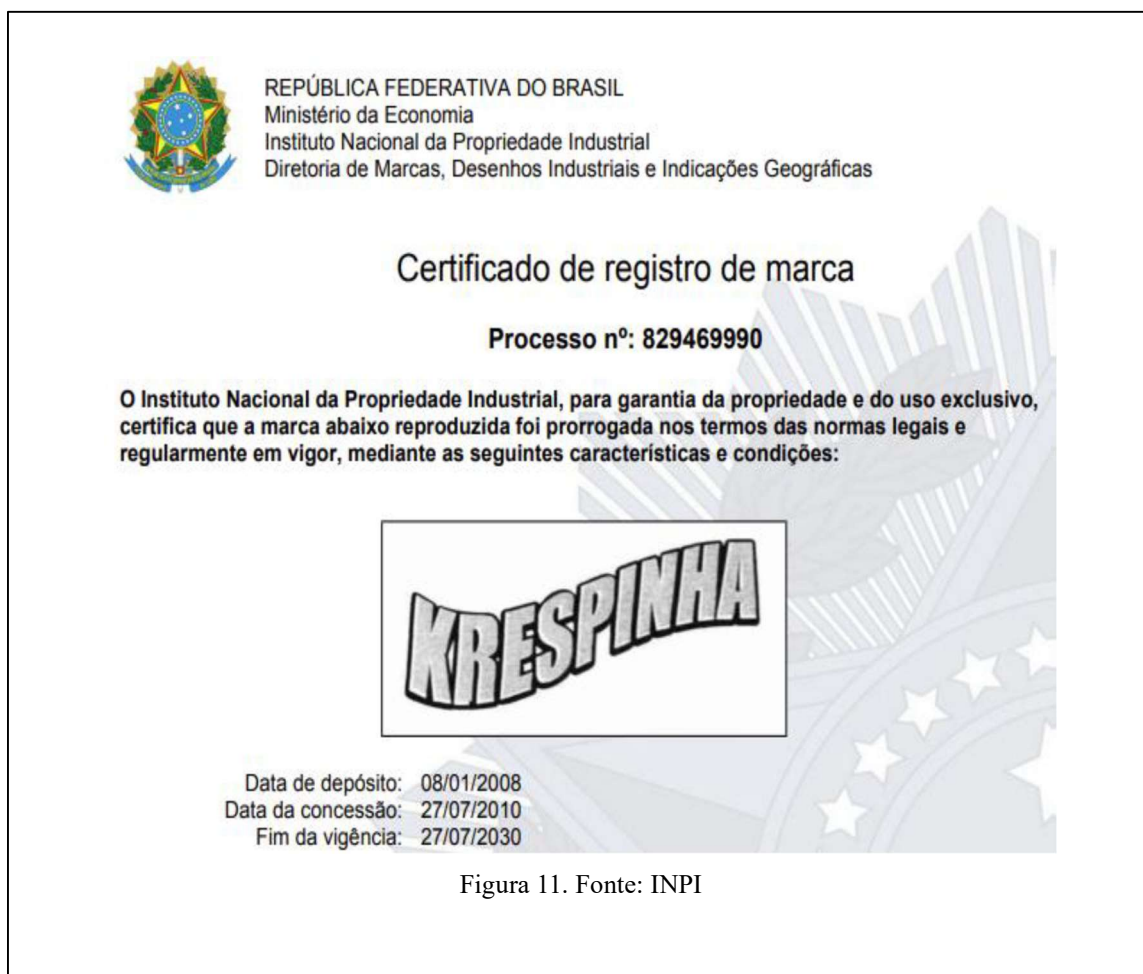 REPÚBLICA FEDERATIVA DO BRASIL
Ministério da Economia
Instituto Nacional da Propriedade Industrial
Diretoria de Marcas, Desenhos Industriais e Indicações Geográficas
Certificado de registro de marca
Processo nº: 829469990
O Instituto Nacional da Propriedade Industrial, para garantia da propriedade e do uso exclusivo,
certifica que a marca abaixo reproduzida foi prorrogada nos termos das normas legais e
regularmente em vigor, mediante as seguintes características e condições:
KRESPINHA
Data de depósito: 08/01/2008
Data da concessão: 27/07/2010
Fim da vigência: 27/07/2030
Figura 11. Fonte: INPI